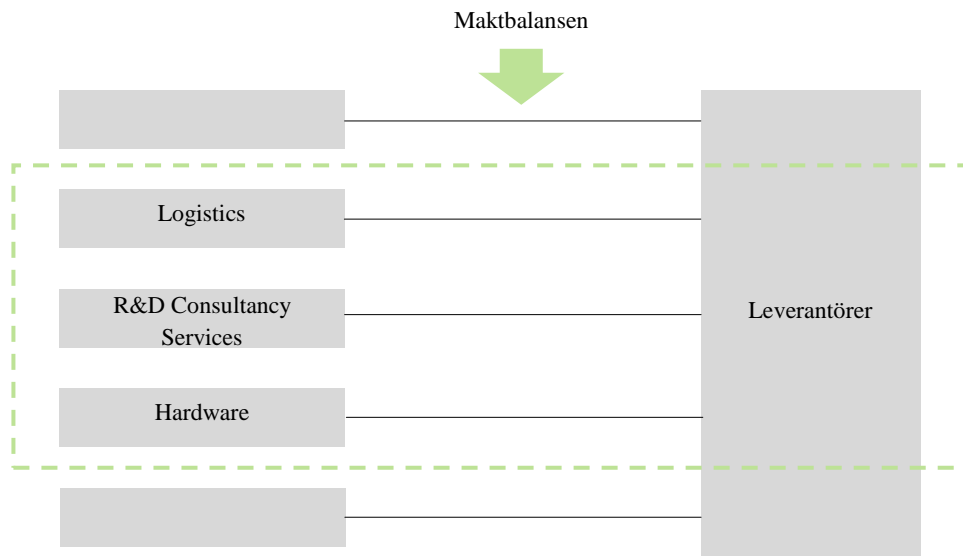 Maktbalansen
Logistics
R&D Consultancy
Services
Leverantörer
Hardware